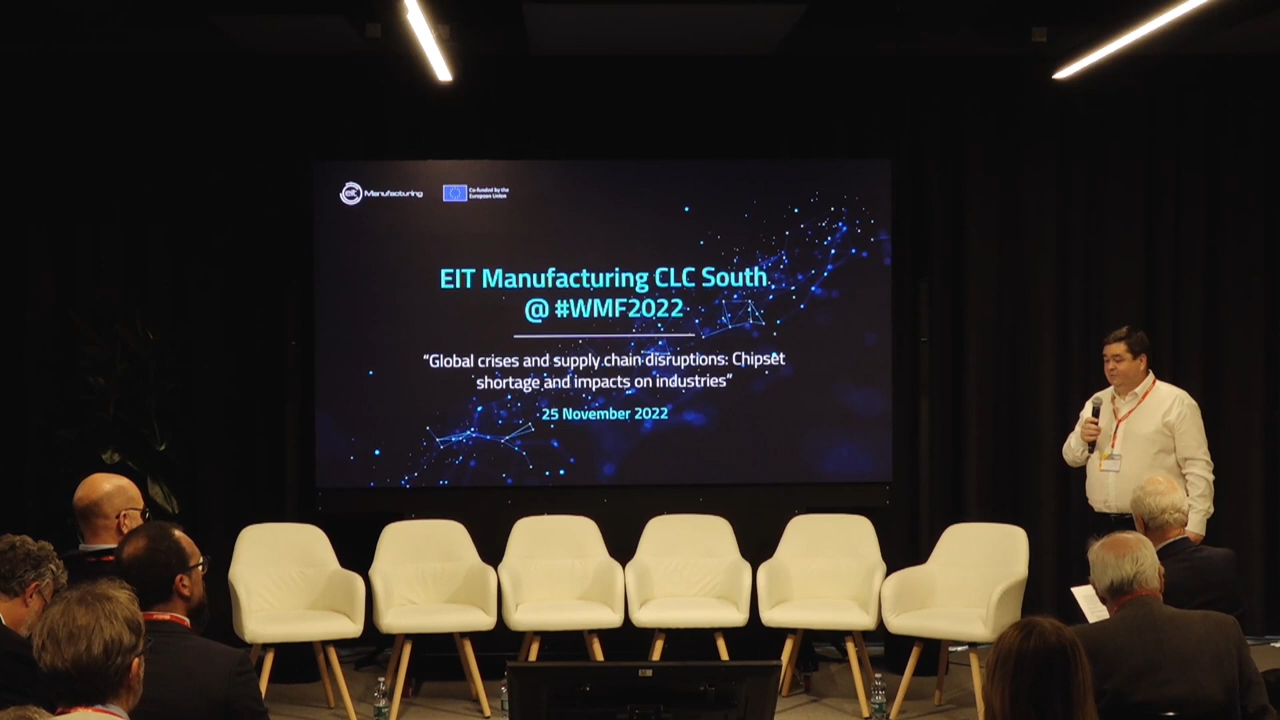 eit Manufacturing
Co-funded by the
European Union
EIT Manufacturing CLC South
@ #WMF2022
“Global crises and supply chain disruptions: Chipset
shortage and impacts on industries”
25 November 2022